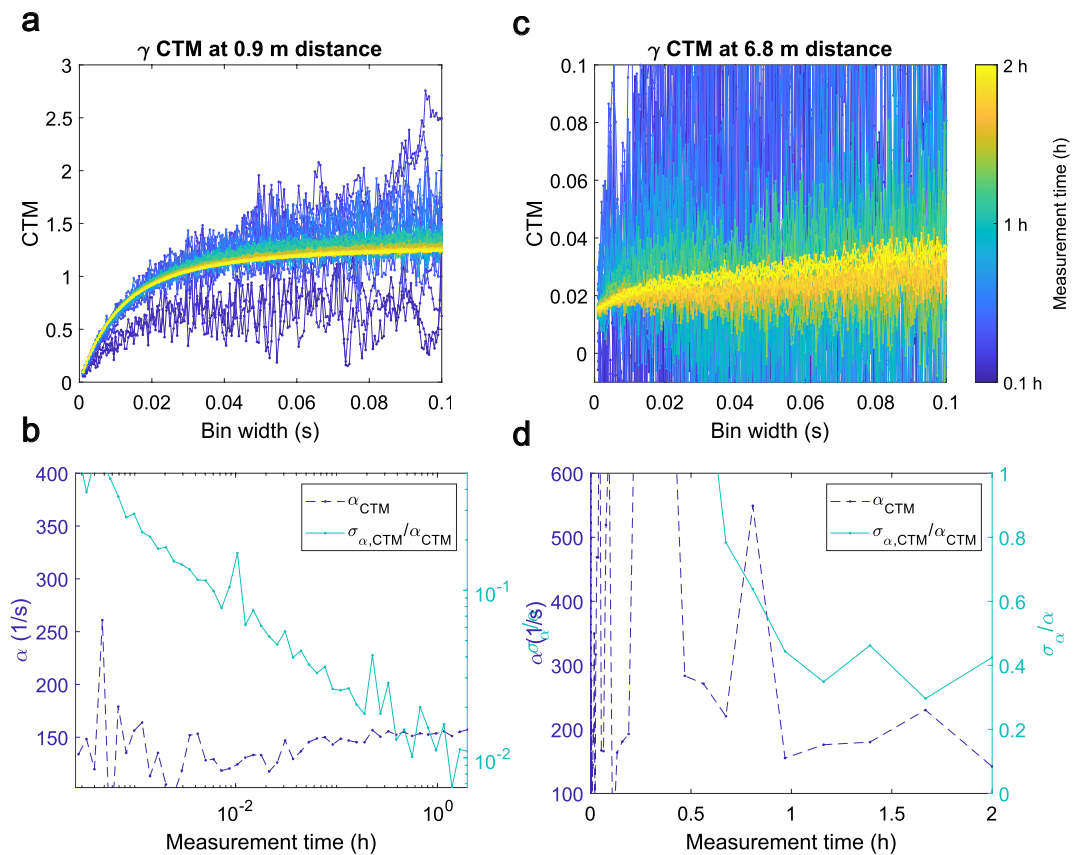 a
γ CTM at 0.9 m distance
3
2.5
2
1.5
1
0.5
0
CTM
0
0.02
0.04
0.06
0.08
0.1
Bin width (s)
c
γ CTM at 6.8 m distance
0.1
0.08
0.06
0.04
0.02
0
CTM
0
0.02
0.04
0.06
0.08
0.1
Bin width (s)
2 h
1 h
0.1 h
Measurement time (h)
b
400
350
300
250
200
150
α (1/s)
α_CTM
σ_α,CTM/α_CTM
10^-1
10^-2
σ_α/α
10^-2
10^0
Measurement time (h)
d
600
500
400
300
200
100
α (1/s)
α_CTM
σ_α,CTM/α_CTM
1
0.8
0.6
0.4
0.2
0
σ_α/α
0
0.5
1
1.5
2
Measurement time (h)